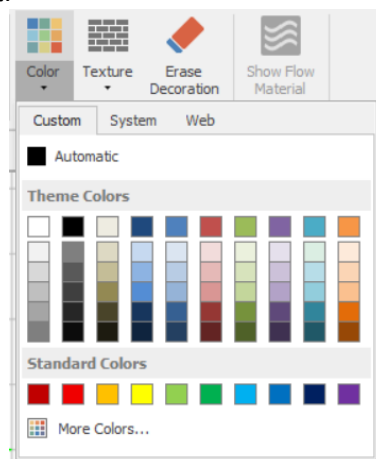 Color
Texture
Erase
Decoration
Show Flow
Material
Custom
System
Web
Automatic
Theme Colors
Standard Colors
More Colors...